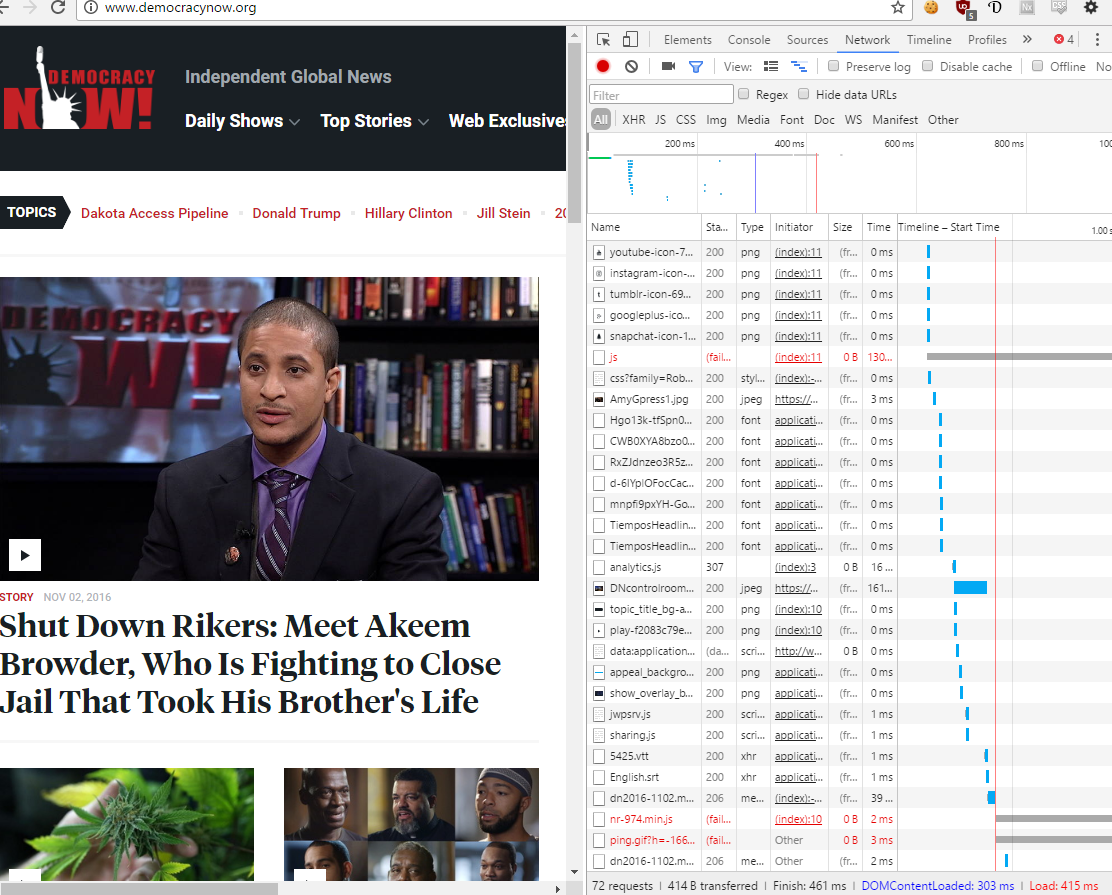 www.democracynow.org
5
DEMOCRACY
NOW!
Independent Global News
Daily Shows
Top Stories
Web Exclusives
TOPICS
Dakota Access Pipeline
Donald Trump
Hillary Clinton
Jill Stein
20
DEMOCRACY
W!
STORY NOV 02, 2016
Shut Down Rikers: Meet Akeem
Browder, Who Is Fighting to Close
Jail That Took His Brother's Life
Elements Console Sources Network Timeline Profiles » 4
View: Preserve log Disable cache Offline No
Filter Regex Hide data URLs
All XHR JS CSS Img Media Font Doc WS Manifest Other
200 ms 400 ms 600 ms 800 ms 100
Name Sta... Type Initiator Size Time Timeline – Start Time 1.00 s
youtube-icon-7... 200 png (index):11 (fr... 0 ms
instagram-icon-... 200 png (index):11 (fr... 0 ms
tumblr-icon-69... 200 png (index):11 (fr... 0 ms
googleplus-ico... 200 png (index):11 (fr... 0 ms
snapchat-icon-1... 200 png (index):11 (fr... 0 ms
js (fail... (index):11 0 B 130...
css?family=Rob... 200 styl... (index):-... (fr... 0 ms
AmyGpress1.jpg 200 jpeg https://... (fr... 3 ms
Hgo13k-tfSpn0... 200 font applicati... (fr... 0 ms
CWB0XYA8bzo0... 200 font applicati... (fr... 0 ms
RxZJdnzeo3R5z... 200 font applicati... (fr... 0 ms
d-6IYplOFocCac... 200 font applicati... (fr... 0 ms
mnpfi9pxYH-Go... 200 font applicati... (fr... 0 ms
TiemposHeadlin... 200 font applicati... (fr... 0 ms
TiemposHeadlin... 200 font applicati... (fr... 0 ms
analytics.js 307 (index):3 0 B 16 ...
DNcontrolroom... 200 jpeg https://... (fr... 161...
topic_title_bg-a... 200 png (index):10 (fr... 0 ms
play-f2083c79e... 200 png (index):10 (fr... 0 ms
data:application... (da... scri... http://w... (fr... 0 ms
appeal_backgro... 200 png applicati... (fr... 0 ms
show_overlay_b... 200 png applicati... (fr... 0 ms
jwpsrv.js 200 scri... applicati... (fr... 1 ms
sharing.js 200 scri... applicati... (fr... 1 ms
5425.vtt 200 xhr applicati... (fr... 1 ms
English.srt 200 xhr applicati... (fr... 1 ms
dn2016-1102.m... 206 me... (index):-... (fr... 39 ...
nr-974.min.js (fail... (index):10 0 B 2 ms
ping.gif?h=-166... (fail... Other 0 B 3 ms
dn2016-1102.m... 206 me... Other (fr... 2 ms
72 requests | 414 B transferred | Finish: 461 ms | DOMContentLoaded: 303 ms | Load: 415 ms